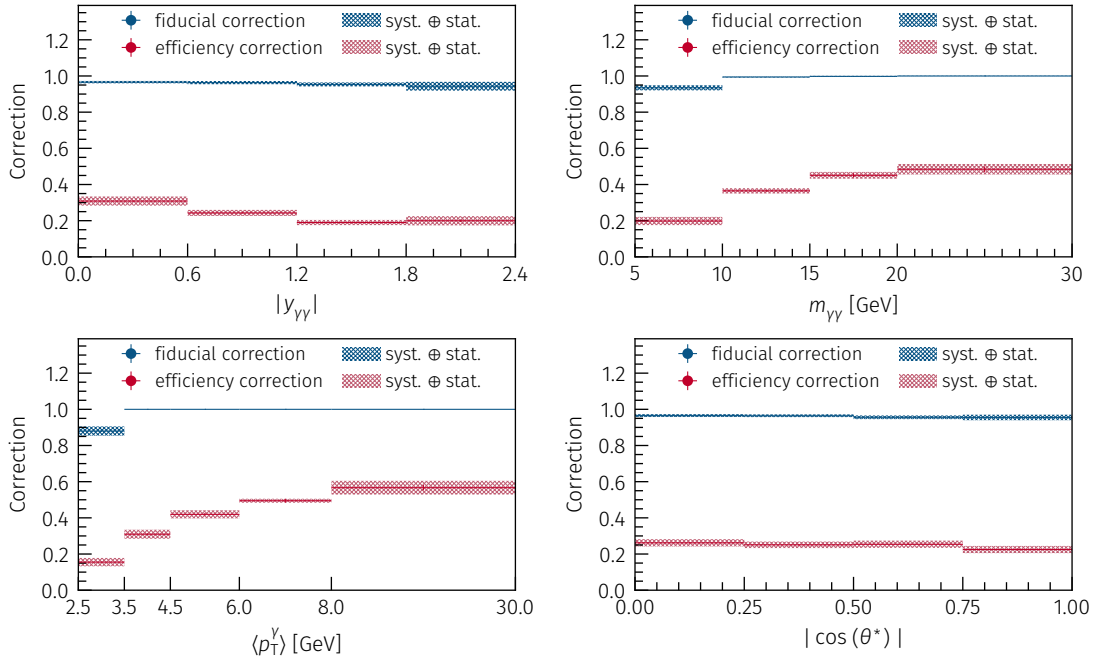 fiducial correction syst. ⊕ stat.
efficiency correction syst. ⊕ stat.
Correction
1.2
1.0
0.8
0.6
0.4
0.2
0.0
0.0 0.6 1.2 1.8 2.4
|y_γγ|
fiducial correction syst. ⊕ stat.
efficiency correction syst. ⊕ stat.
Correction
1.2
1.0
0.8
0.6
0.4
0.2
0.0
5 10 15 20 30
m_γγ [GeV]
fiducial correction syst. ⊕ stat.
efficiency correction syst. ⊕ stat.
Correction
1.2
1.0
0.8
0.6
0.4
0.2
0.0
2.5 3.5 4.5 6.0 8.0 30.0
⟨p_T^γ⟩ [GeV]
fiducial correction syst. ⊕ stat.
efficiency correction syst. ⊕ stat.
Correction
1.2
1.0
0.8
0.6
0.4
0.2
0.0
0.00 0.25 0.50 0.75 1.00
| cos (θ*) |